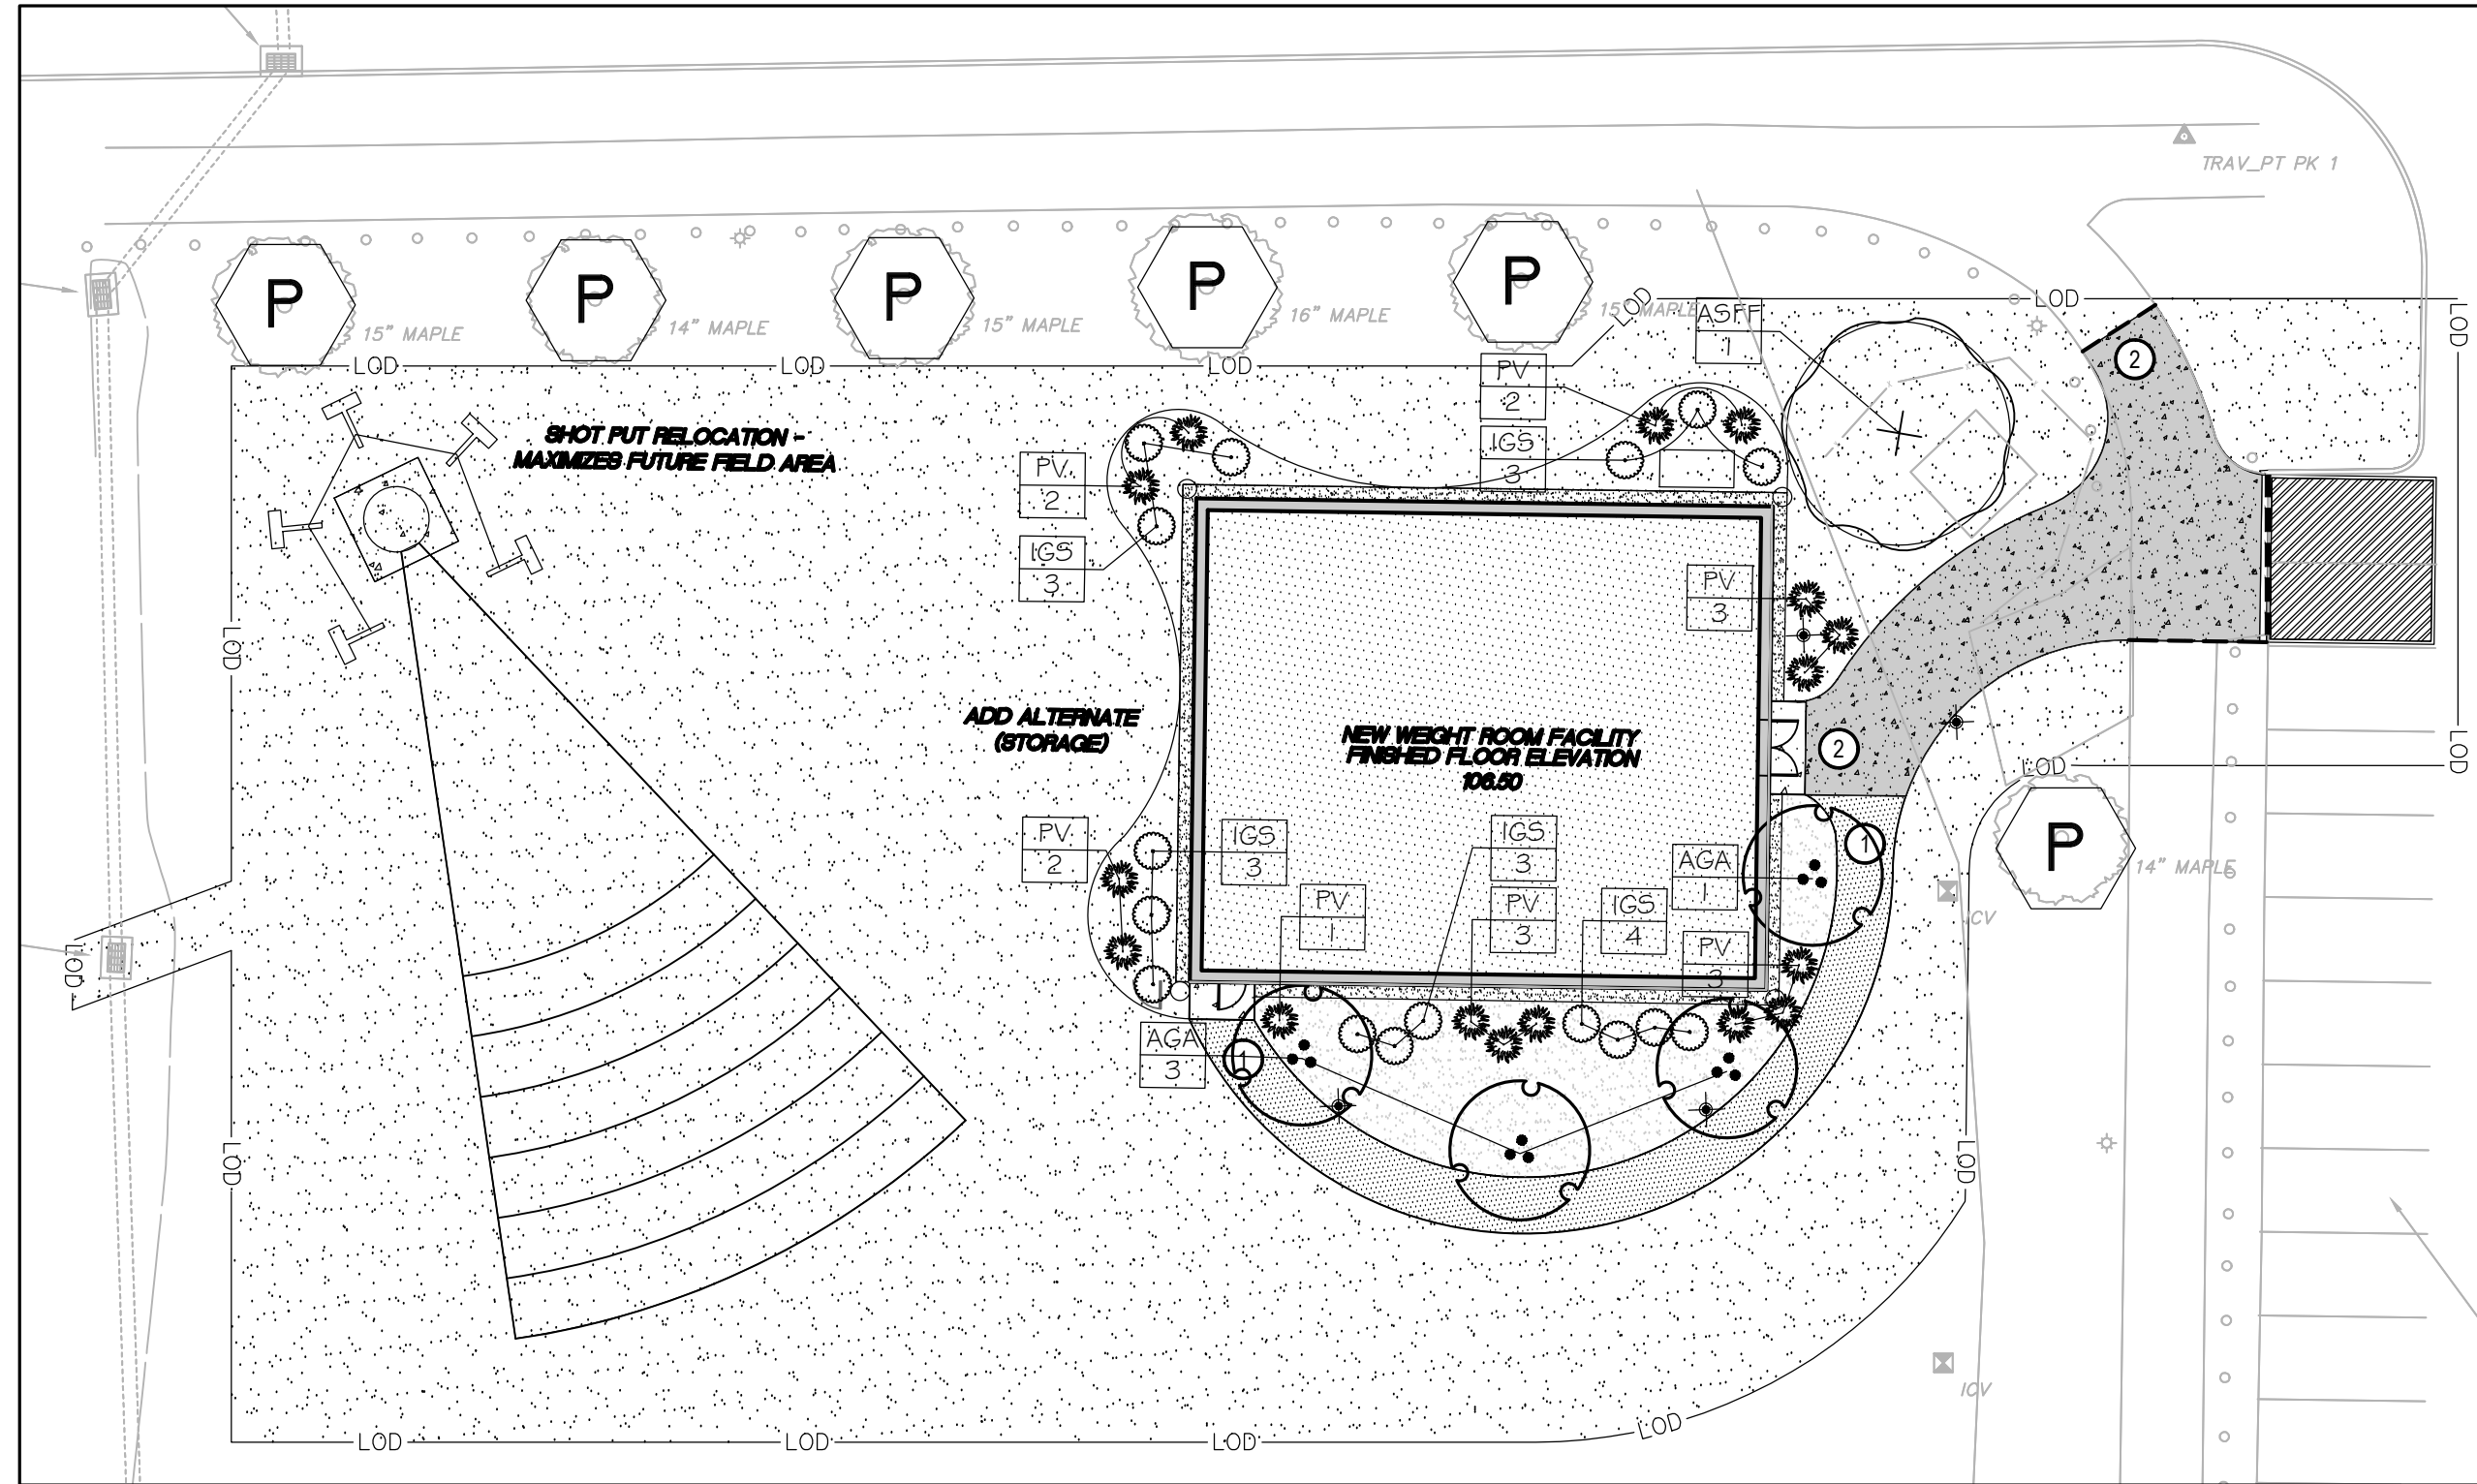 TRAV_PT PK 1
P
P
P
P
P
15" MAPLE
14" MAPLE
15" MAPLE
16" MAPLE
15" MAPLE
LOD
LOD
LOD
LOD
LOD
LOD
ASFF
1
2
PV
2
IGS
3
SHOT PUT RELOCATION -
MAXIMIZES FUTURE FIELD AREA
PV
2
IGS
3
PV
3
LOD
ADD ALTERNATE
(STORAGE)
NEW WEIGHT ROOM FACILITY
FINISHED FLOOR ELEVATION
106.50
2
LOD
LOD
P
14" MAPLE
PV
2
IGS
3
IGS
3
AGA
1
1
PV
1
PV
3
IGS
4
PV
3
ICV
LOD
AGA
3
1
LOD
LOD
ICV
LOD
LOD
LOD
LOD